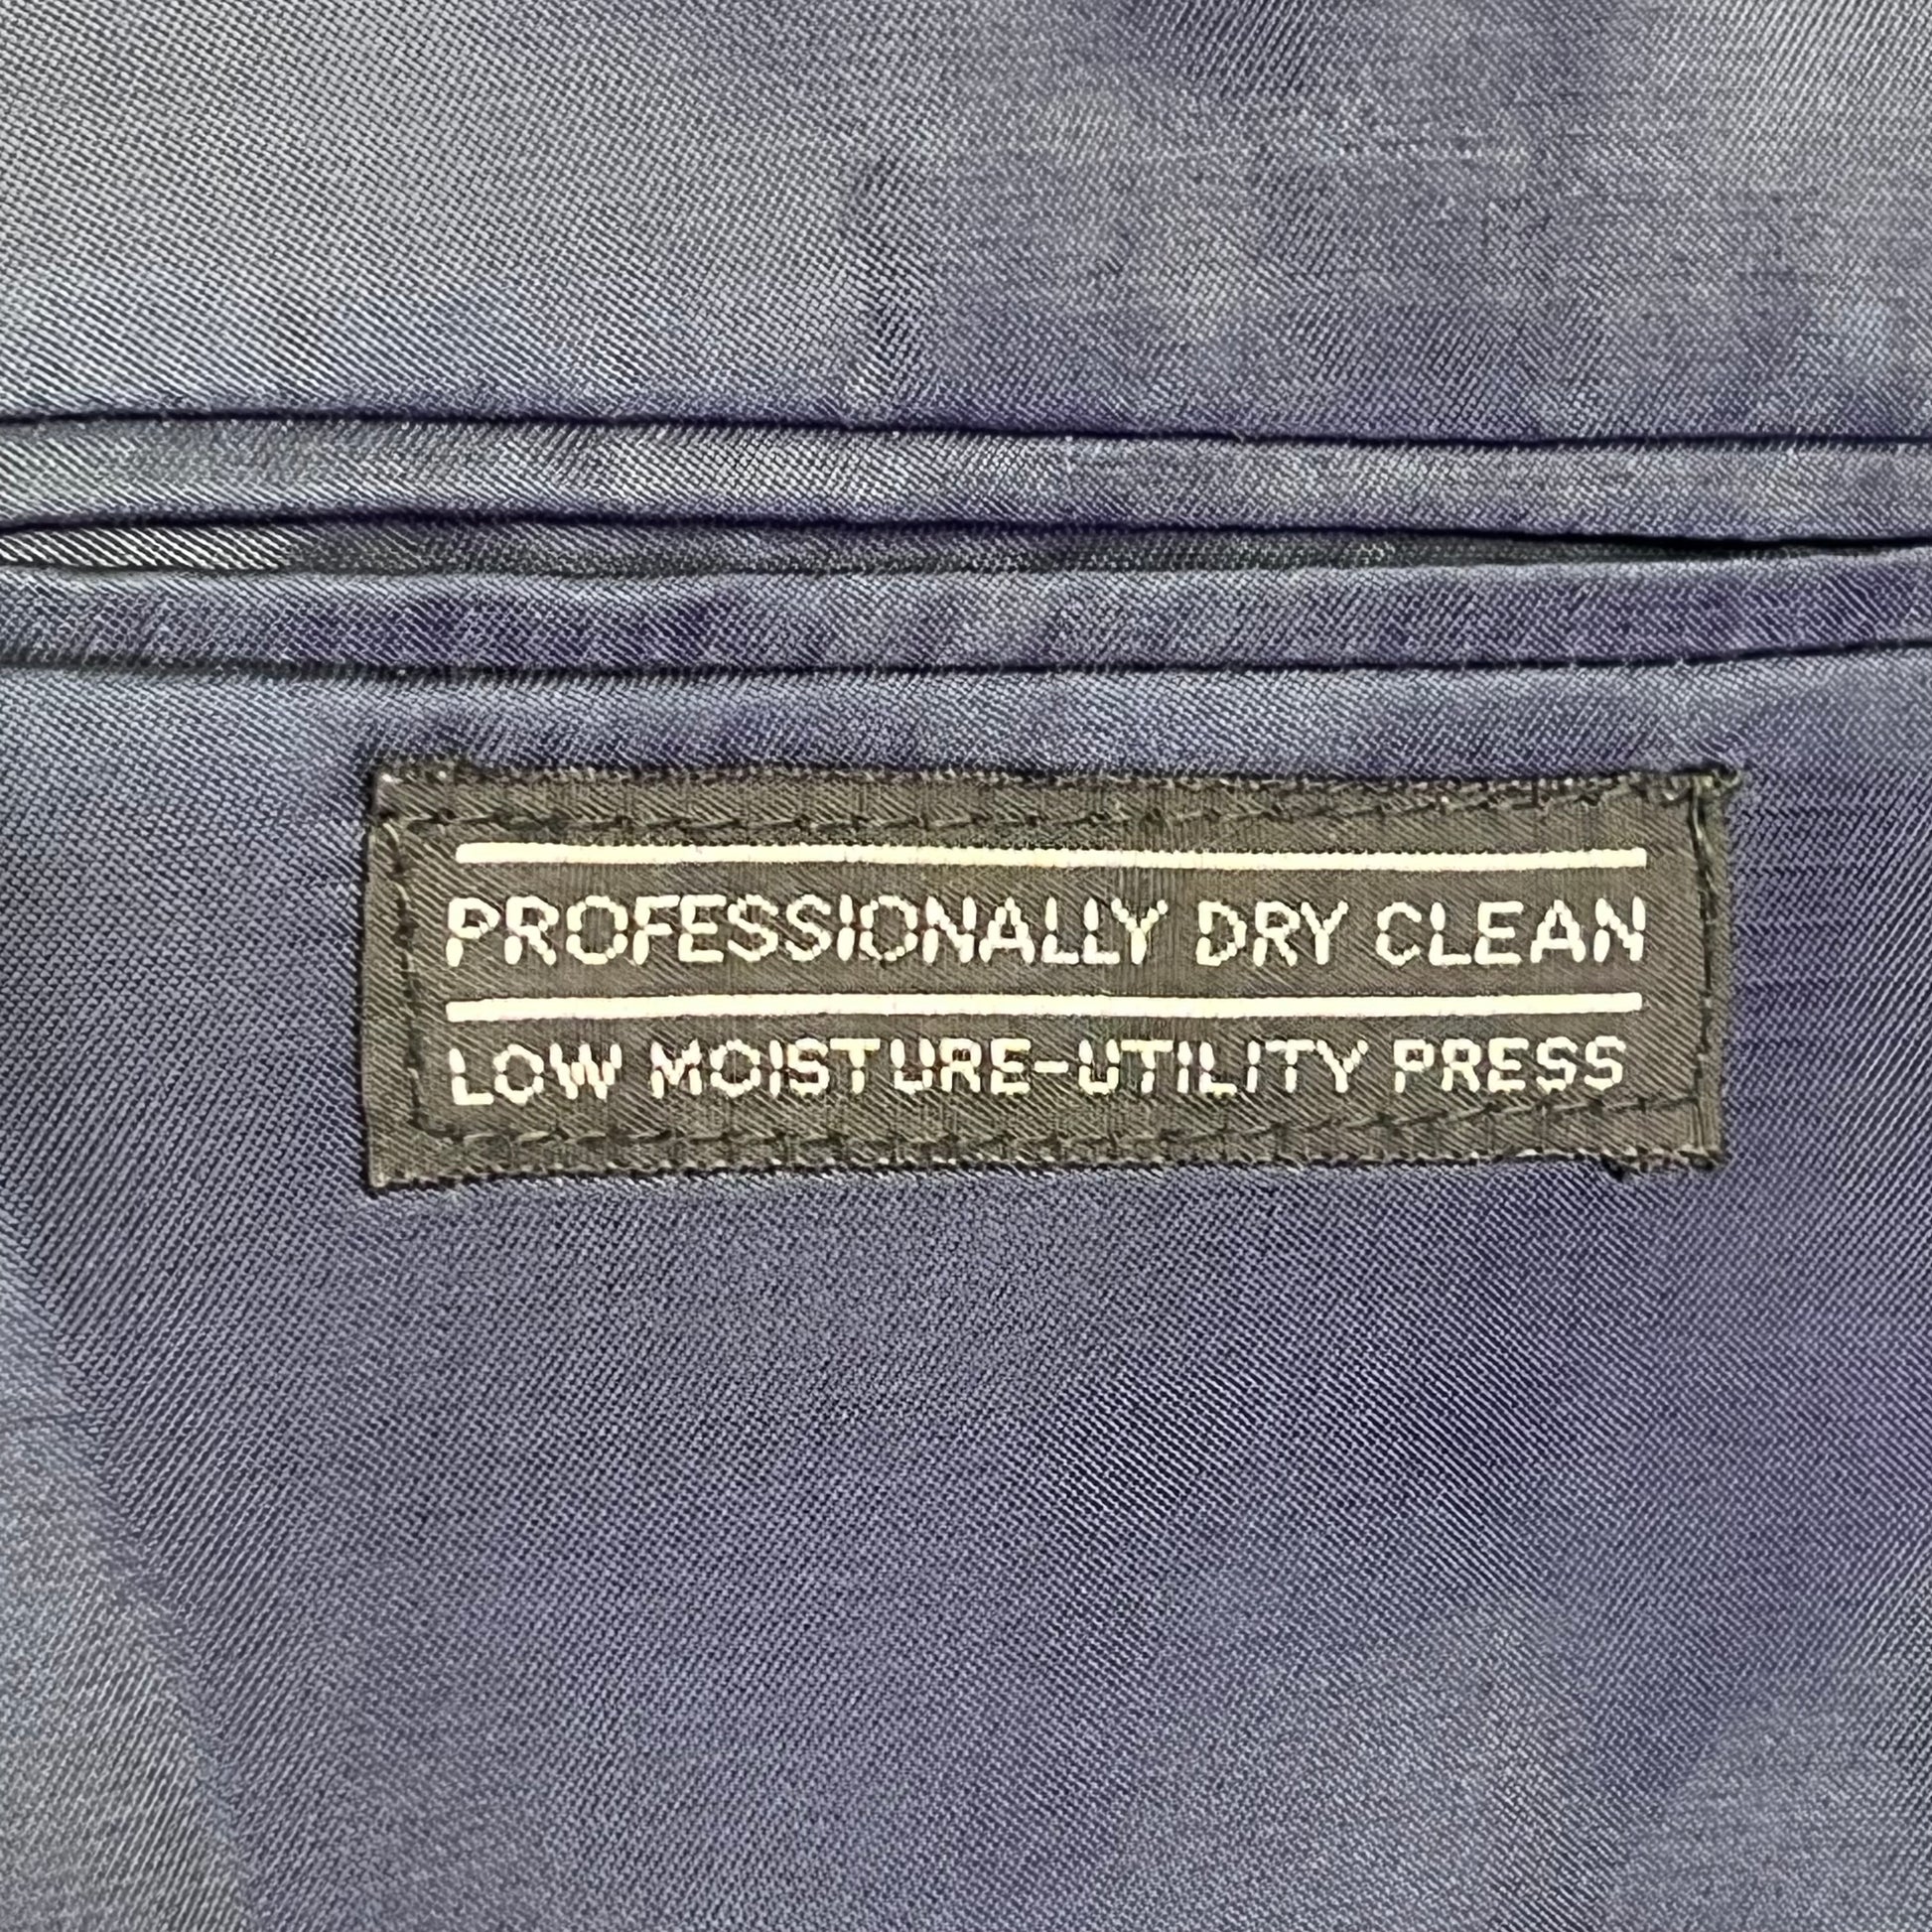 PROFESSIONALLY DRY CLEAN
LOW MOISTURE-UTILITY PRESS